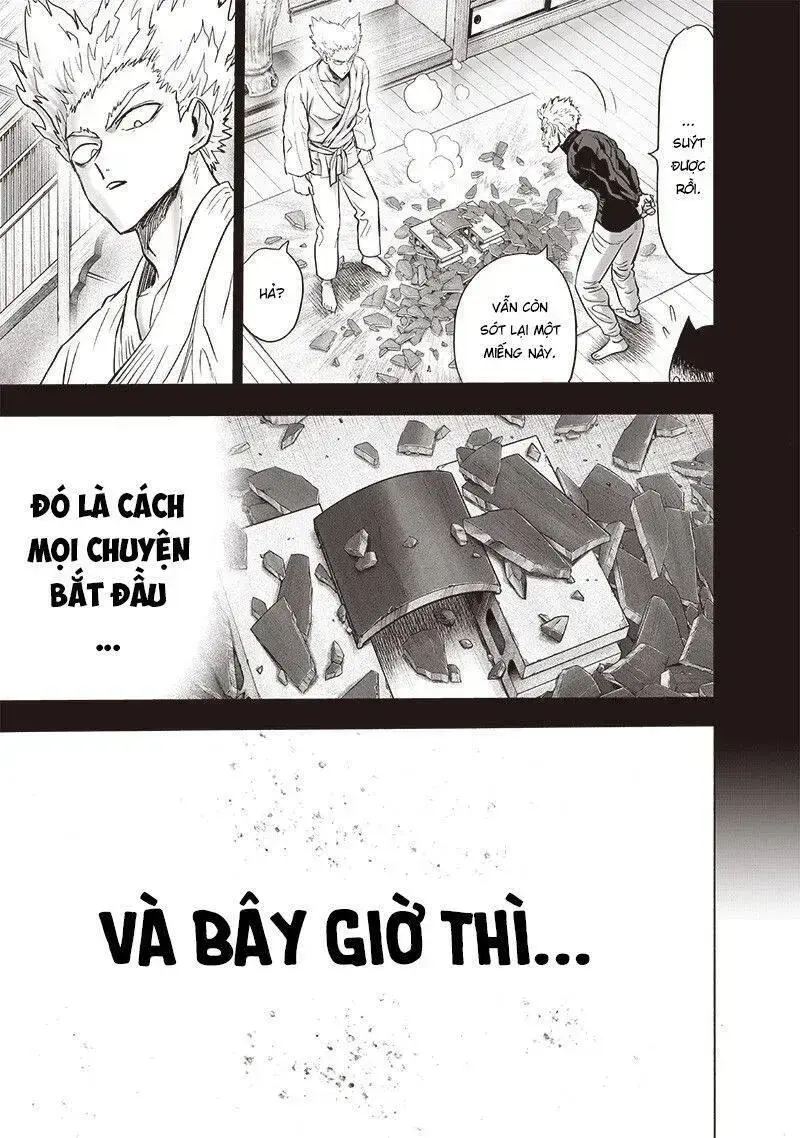 ...
SUÝT
ĐƯỢC
RỒI.
VẪN CÒN
SÓT LẠI MỘT
MIẾNG NÀY.
HẢ?
ĐÓ LÀ CÁCH
MỌI CHUYỆN
BẮT ĐẦU
...
VÀ BÂY GIỜ THÌ...